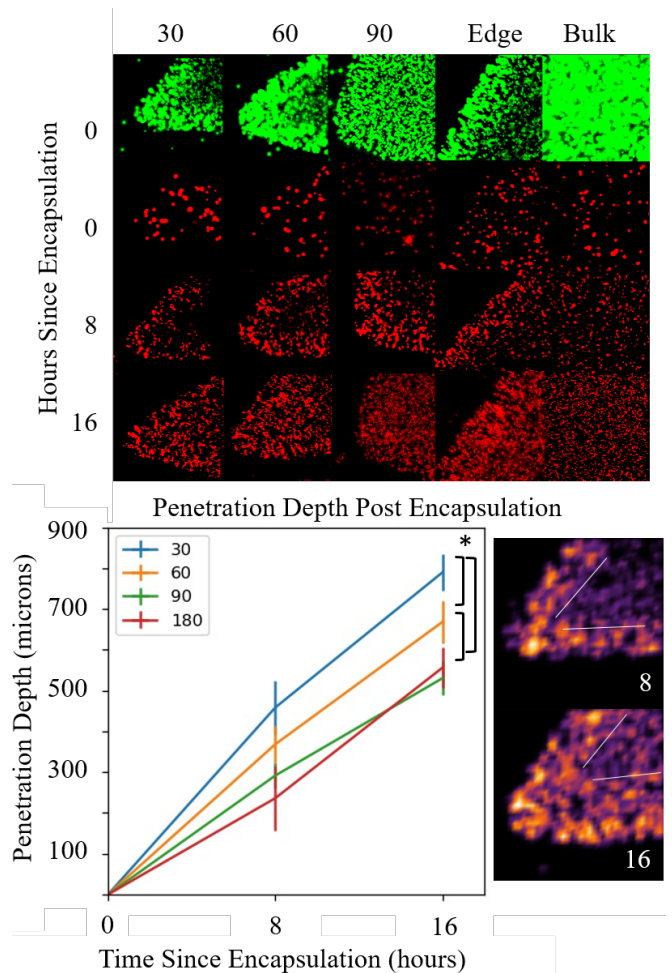 30 60 90 Edge Bulk
Hours Since Encapsulation
0
0
8
16
Penetration Depth Post Encapsulation
Penetration Depth (microns)
900
700
500
300
100
30
60
90
180
*
8
16
0 8 16
Time Since Encapsulation (hours)